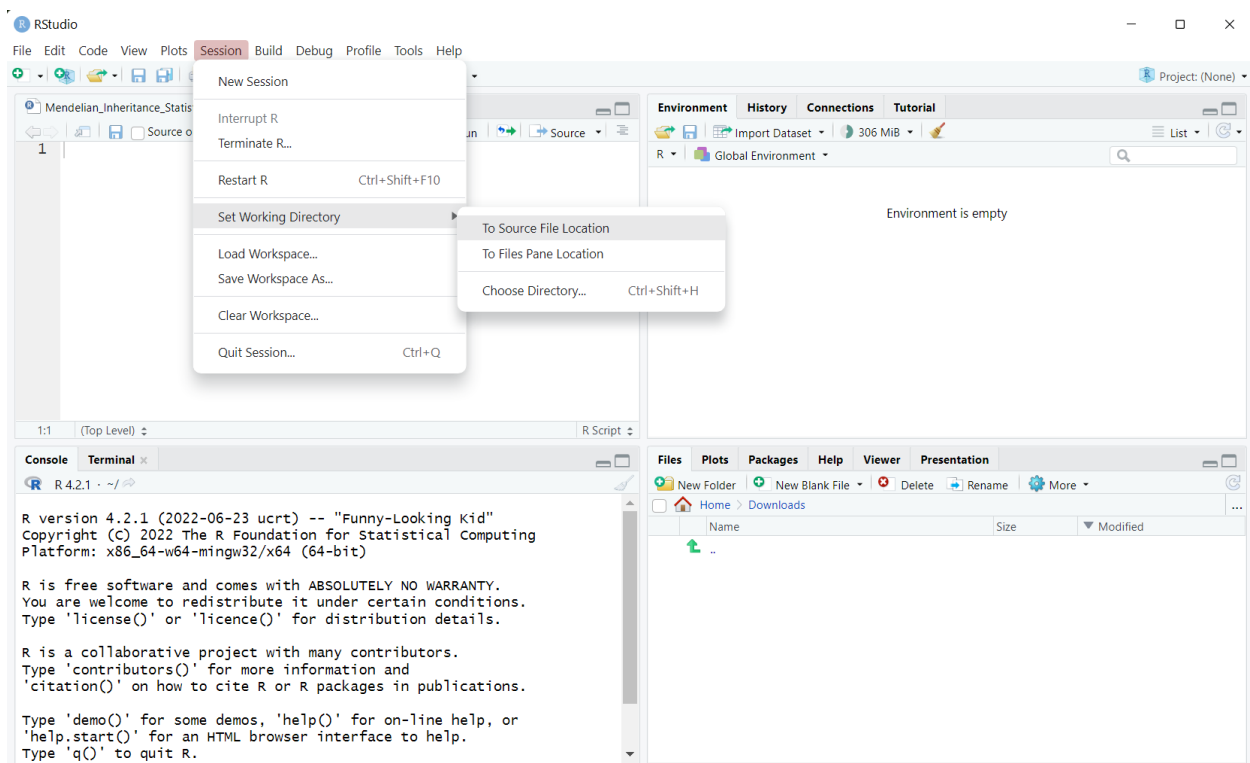 RStudio
File Edit Code View Plots Session Build Debug Profile Tools Help
Project: (None)
New Session
Interrupt R
Terminate R...
Restart R Ctrl+Shift+F10
Set Working Directory
Load Workspace...
Save Workspace As...
Clear Workspace...
Quit Session... Ctrl+Q
To Source File Location
To Files Pane Location
Choose Directory... Ctrl+Shift+H
Mendelian_Inheritance_Statis
Source o
un Source
1
1:1 (Top Level) R Script
Environment History Connections Tutorial
Import Dataset 306 MiB List
R Global Environment
Environment is empty
Console Terminal
R 4.2.1 · ~/
R version 4.2.1 (2022-06-23 ucrt) -- "Funny-Looking Kid"
Copyright (C) 2022 The R Foundation for Statistical Computing
Platform: x86_64-w64-mingw32/x64 (64-bit)
R is free software and comes with ABSOLUTELY NO WARRANTY.
You are welcome to redistribute it under certain conditions.
Type 'license()' or 'licence()' for distribution details.
R is a collaborative project with many contributors.
Type 'contributors()' for more information and
'citation()' on how to cite R or R packages in publications.
Type 'demo()' for some demos, 'help()' for on-line help, or
'help.start()' for an HTML browser interface to help.
Type 'q()' to quit R.
Files Plots Packages Help Viewer Presentation
New Folder New Blank File Delete Rename More
Home Downloads ...
Name Size Modified
..